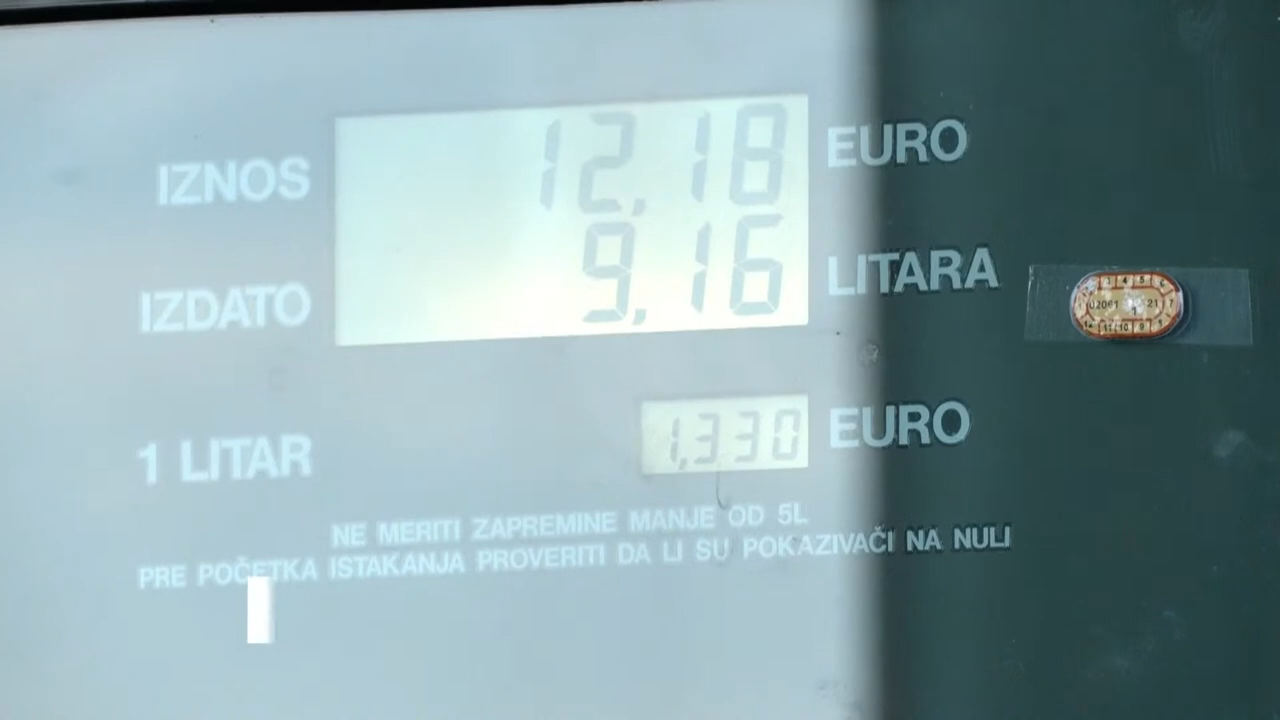 IZNOS 12,18 EURO
IZDATO 9,16 LITARA
1 LITAR 1,330 EURO
NE MERITI ZAPREMINE MANJE OD 5L
PRE POČETKA ISTAKANJA PROVERITI DA LI SU POKAZIVAČI NA NULI